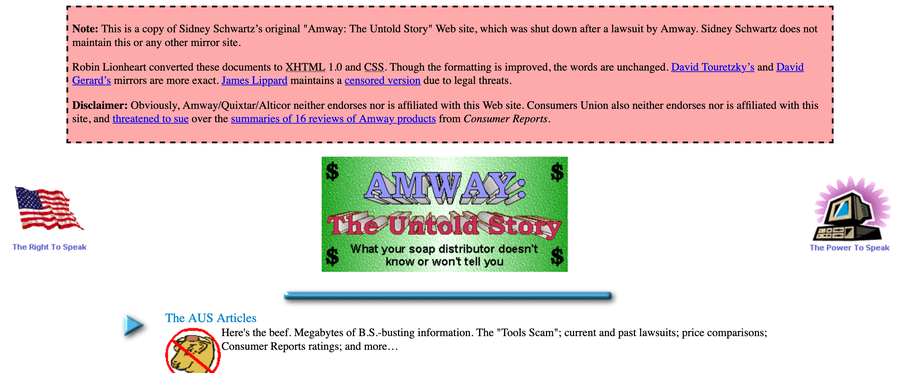 Note: This is a copy of Sidney Schwartz’s original "Amway: The Untold Story" Web site, which was shut down after a lawsuit by Amway. Sidney Schwartz does not
maintain this or any other mirror site.
Robin Lionheart converted these documents to XHTML 1.0 and CSS. Though the formatting is improved, the words are unchanged. David Touretzky’s and David
Gerard’s mirrors are more exact. James Lippard maintains a censored version due to legal threats.
Disclaimer: Obviously, Amway/Quixtar/Alticor neither endorses nor is affiliated with this Web site. Consumers Union also neither endorses nor is affiliated with this
site, and threatened to sue over the summaries of 16 reviews of Amway products from Consumer Reports.
$ $
AMWAY:
The Untold Story
What your soap distributor doesn't
know or won't tell you
$ $
The Right To Speak
The Power To Speak
The AUS Articles
Here's the beef. Megabytes of B.S.-busting information. The "Tools Scam"; current and past lawsuits; price comparisons;
Consumer Reports ratings; and more…